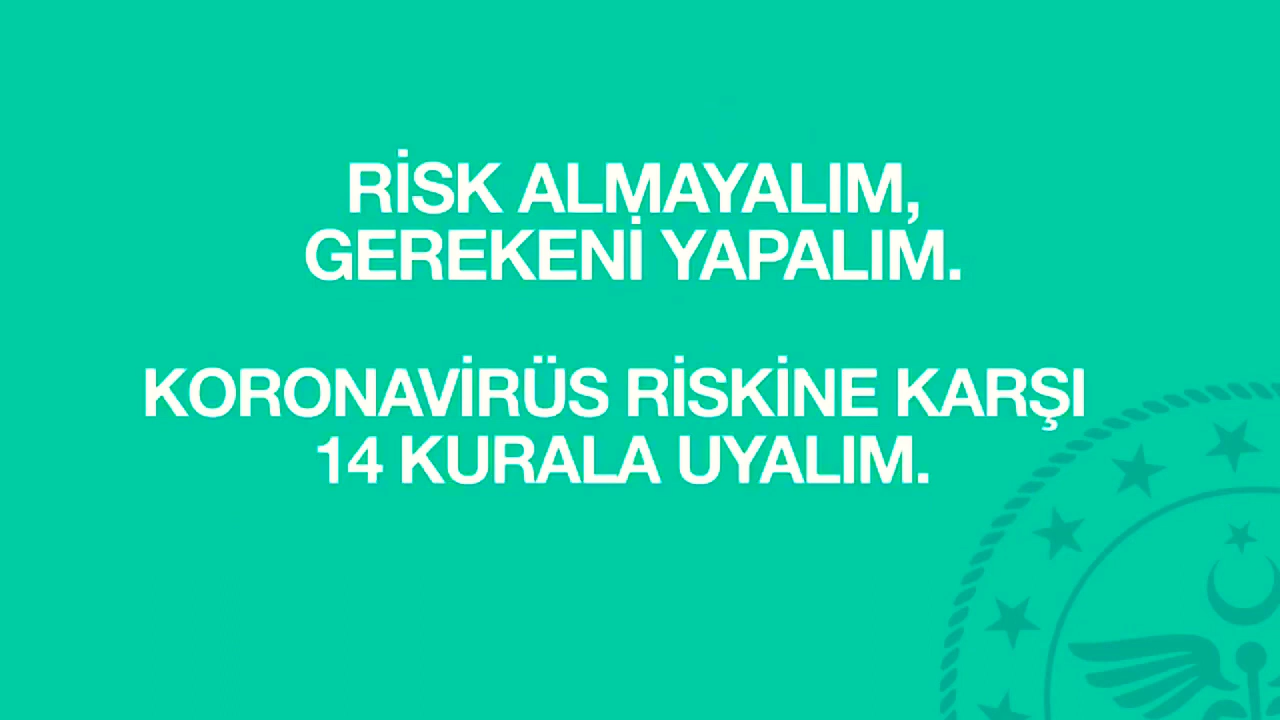 RİSK ALMAYALIM,
GEREKENİ YAPALIM.
KORONAVİRÜS RİSKİNE KARŞI
14 KURALA UYALIM.